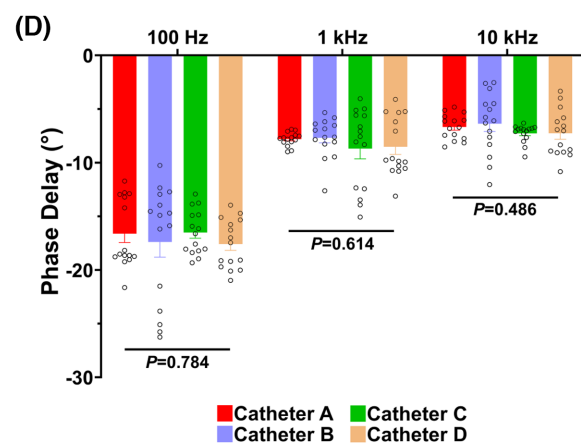 (D)
100 Hz 1 kHz 10 kHz
0
-10
-20
-30
Phase Delay (°)
P=0.784
P=0.614
P=0.486
Catheter A Catheter C
Catheter B Catheter D